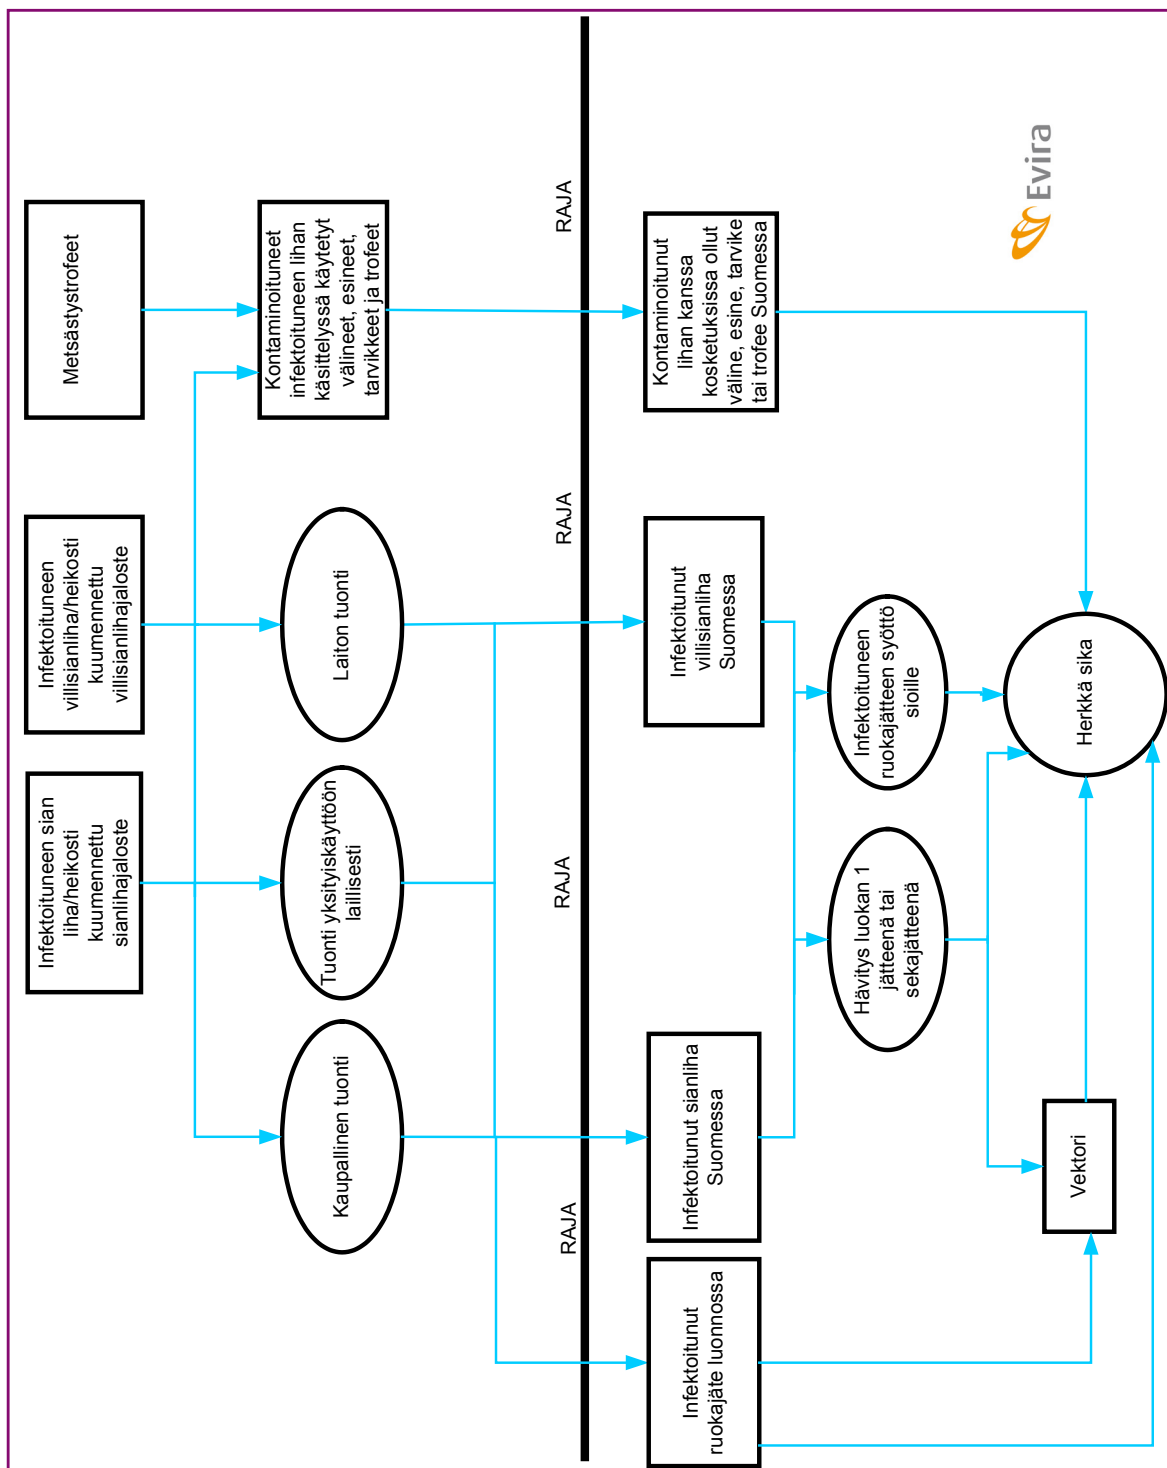 Metsästystrofeet
Infektoituneen
villisianliha/heikosti
kuumennettu
villisianlihajaloste
Infektoituneen sian
liha/heikosti
kuumennettu
sianlihajaloste
Kontaminoituneet
infektoituneen lihan
käsittelyssä käytetyt
välineet, esineet,
tarvikkeet ja trofeet
Laiton tuonti
Tuonti yksityiskäyttöön
laillisesti
Kaupallinen tuonti
RAJA
RAJA
RAJA
RAJA
Kontaminoitunut
lihan kanssa
kosketuksissa ollut
väline, esine, tarvike
tai trofee Suomessa
Infektoitunut
villisianliha
Suomessa
Infektoitunut sianliha
Suomessa
Infektoitunut
ruokajäte luonnossa
Infektoituneen
ruokajätteen syöttö
sioille
Hävitys luokan 1
jätteenä tai
sekajätteenä
Vektori
Herkkä sika
Evira